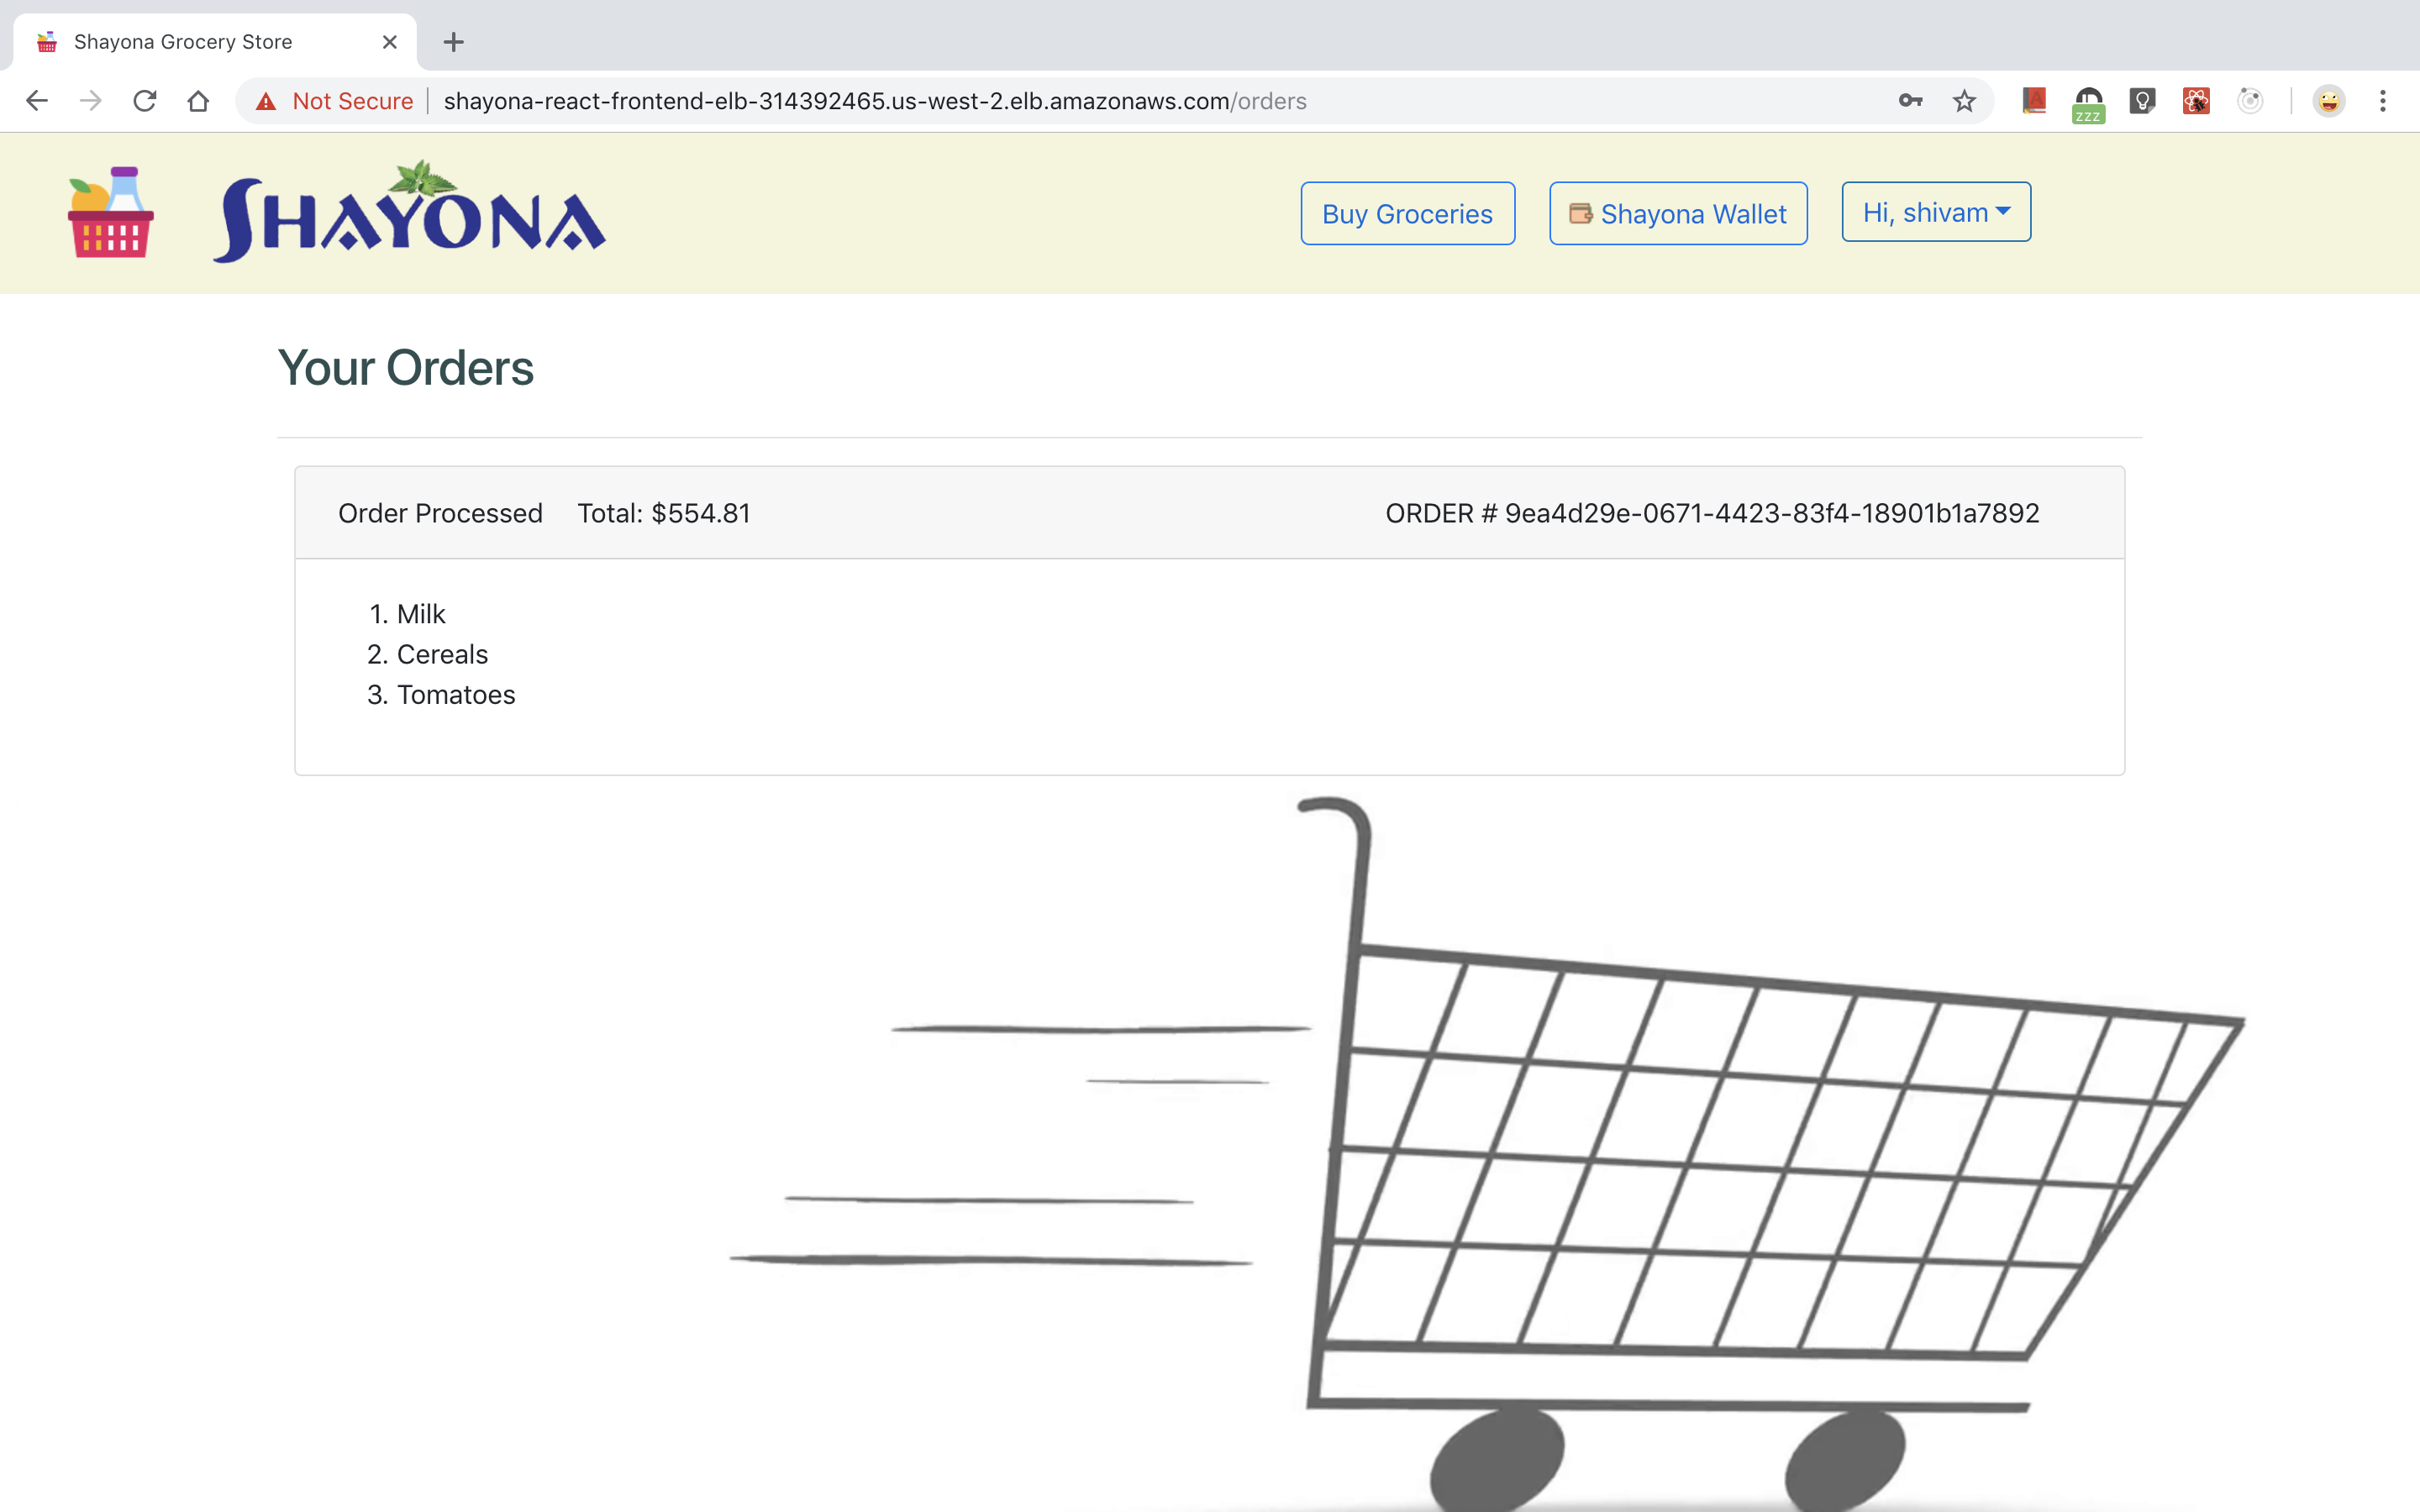 Shayona Grocery Store
Not Secure shayona-react-frontend-elb-314392465.us-west-2.elb.amazonaws.com/orders
zzz
SHAYONA
Buy Groceries
Shayona Wallet
Hi, shivam
Your Orders
Order Processed Total: $554.81 ORDER # 9ea4d29e-0671-4423-83f4-18901b1a7892
1. Milk
2. Cereals
3. Tomatoes